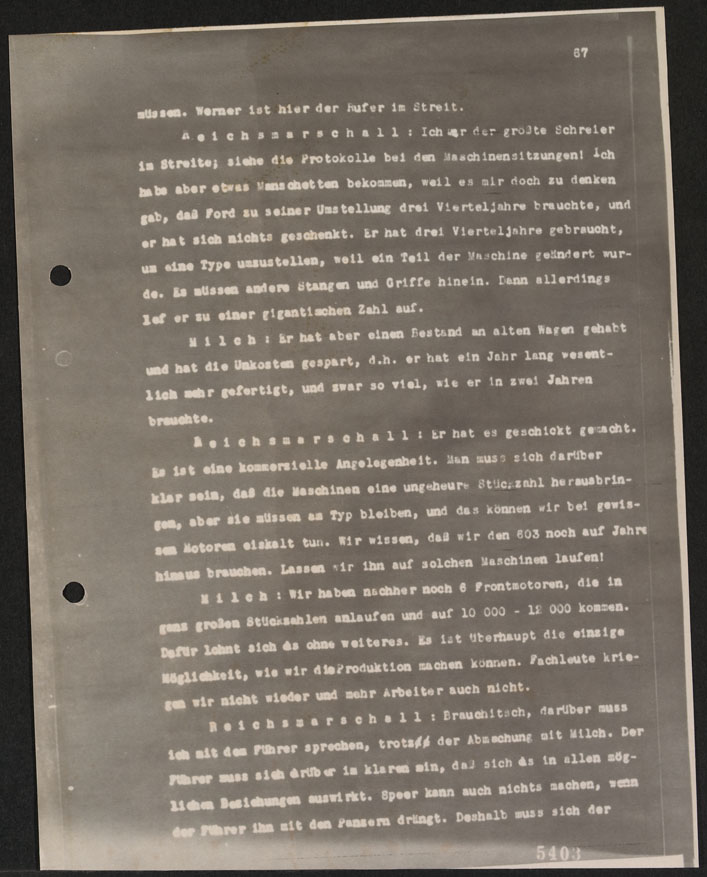 67
müssen. Werner ist hier der Rufer im Streit.
Reichsmarschall: Ich war der größte Schreier
im Streite; siehe die Protokolle bei den Maschinensitzungen! Ich
habe aber etwas Manschetten bekommen, weil es mir doch zu denken
gab, daß Ford zu seiner Umstellung drei Vierteljahre brauchte, und
er hat sich nichts geschenkt. Er hat drei Vierteljahre gebraucht,
um eine Type umzustellen, weil ein Teil der Maschine geändert wur-
de. Es müssen andere Stangen und Griffe hinein. Dann allerdings
lef er zu einer gigantischen Zahl auf.
Milch: Er hat aber einen Bestand an alten Wagen gehabt
und hat die Unkosten gespart, d.h. er hat ein Jahr lang wesent-
lich mehr gefertigt, und zwar so viel, wie er in zwei Jahren
brauchte.
Reichsmarschall: Er hat es geschickt gemacht.
Es ist eine kommerzielle Angelegenheit. Man muss sich darüber
klar sein, daß die Maschinen eine ungeheure Stückzahl herausbrin-
gen, aber sie müssen am Typ bleiben, und das können wir bei gewis-
sen Motoren eiskalt tun. Wir wissen, daß wir den 603 noch auf Jahre
hinaus brauchen. Lassen wir ihn auf solchen Maschinen laufen!
Milch: Wir haben nachher noch 6 Frontmotoren, die in
ganz großen Stückzahlen anlaufen und auf 10 000 - 12 000 kommen.
Dafür lohnt sich ds ohne weiteres. Es ist überhaupt die einzige
Möglichkeit, wie wir dieProduktion machen können. Fachleute krie-
gen wir nicht wieder und mehr Arbeiter auch nicht.
Reichsmarschall: Brauchitsch, darüber muss
ich mit dem Führer sprechen, trotz der Abmachung mit Milch. Der
Führer muss sich drüber im klaren sein, daß sich ds in allen mög-
lichen Beziehungen auswirkt. Speer kann auch nichts machen, wenn
der Führer ihn mit den Panzern drängt. Deshalt muss sich der
5403